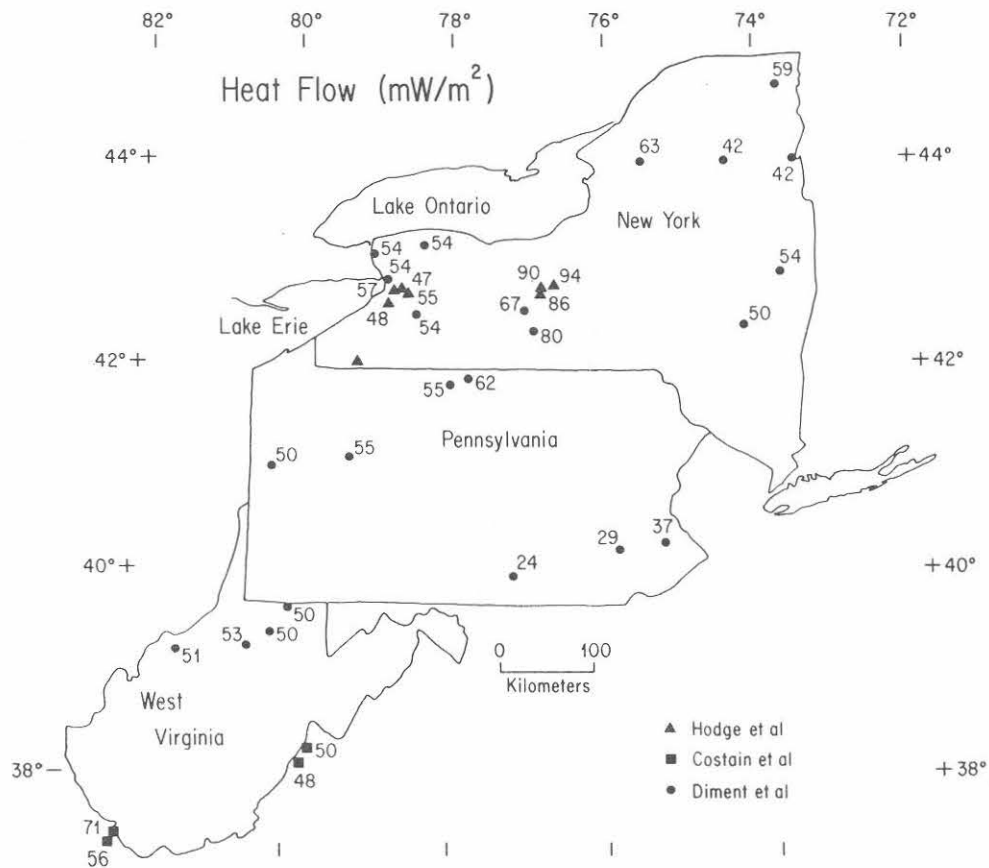 82° 80° 78° 76° 74° 72°
Heat Flow (mW/m²)
59
44°+ 63 42 42 +44°
Lake Ontario
New York
54 54
54 54
57 47 90 94
55 67 86
48 54 80 50
Lake Erie
42°+ +42°
55 62
Pennsylvania
50 55
37
29
40°+ 24 +40°
50
53 50
51
0 100
Kilometers
West
Virginia
▲ Hodge et al
50
■ Costain et al
38°— 48 +38°
● Diment et al
71
56